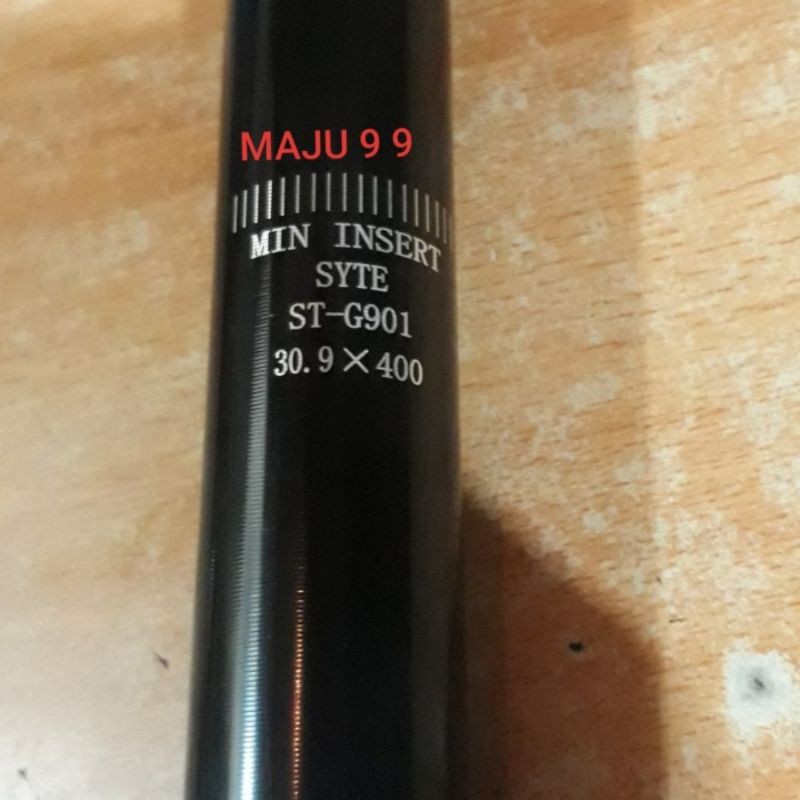 MAJU 9 9
MIN INSERT
SYTE
ST-G901
30.9×400